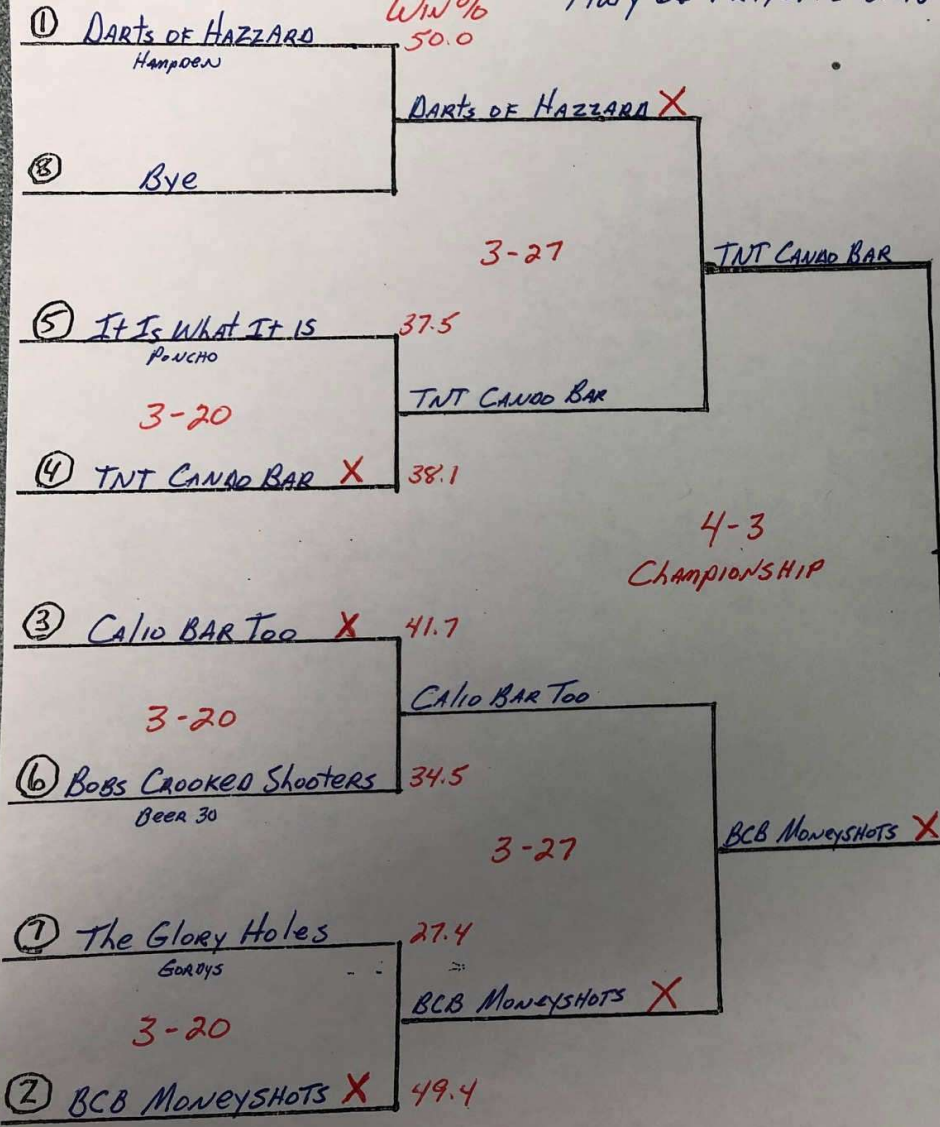 WIN %
① DARTS OF HAZZARD 50.0
HAMPDEN
DARTS OF HAZZARD X
⑧ Bye
3-27
TNT CANDO BAR
⑤ It Is What It Is 37.5
PONCHO
3-20
TNT CANDO BAR
④ TNT CANDO BAR X 38.1
4-3
CHAMPIONSHIP
③ CALIO BAR TOO X 41.7
CALIO BAR TOO
3-20
⑥ BOBS CROOKED SHOOTERS 34.5
BEER 30
3-27
BCB MONEYSHOTS X
⑦ The Glory Holes 27.4
GORDYS
BCB MONEYSHOTS X
3-20
② BCB MONEYSHOTS X 49.4